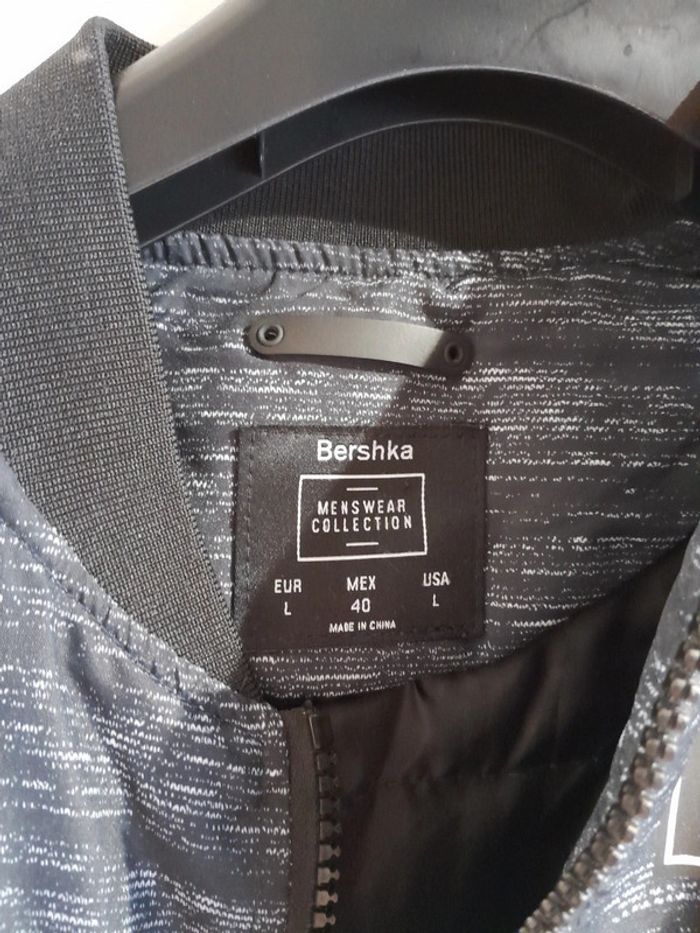 Bershka
MENSWEAR
COLLECTION
EUR MEX USA
L 40 L
MADE IN CHINA